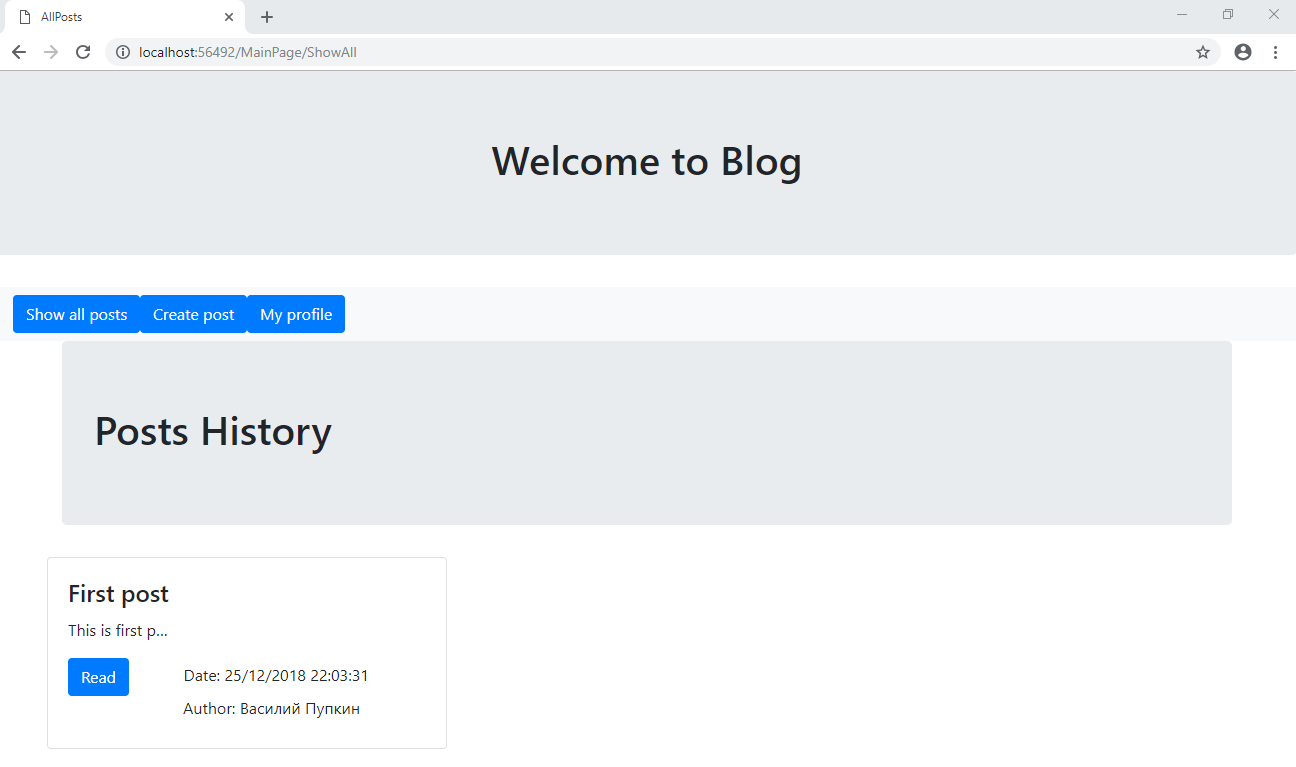 AllPosts
localhost:56492/MainPage/ShowAll
Welcome to Blog
Show all posts Create post My profile
Posts History
First post
This is first p...
Read
Date: 25/12/2018 22:03:31
Author: Василий Пупкин